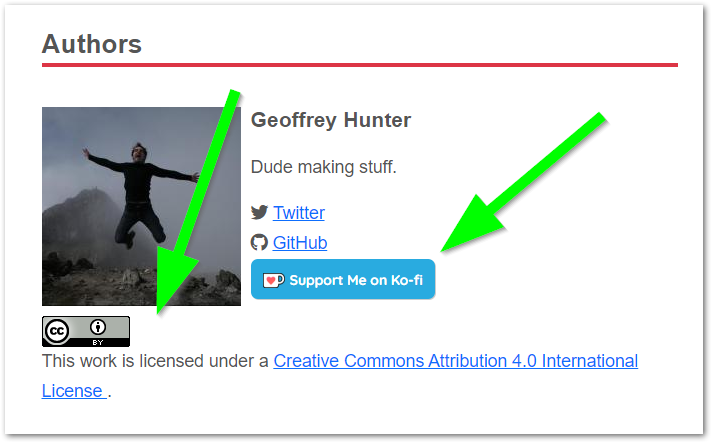 Authors
Geoffrey Hunter
Dude making stuff.
Twitter
GitHub
Support Me on Ko-fi
cc BY
This work is licensed under a Creative Commons Attribution 4.0 International
License .